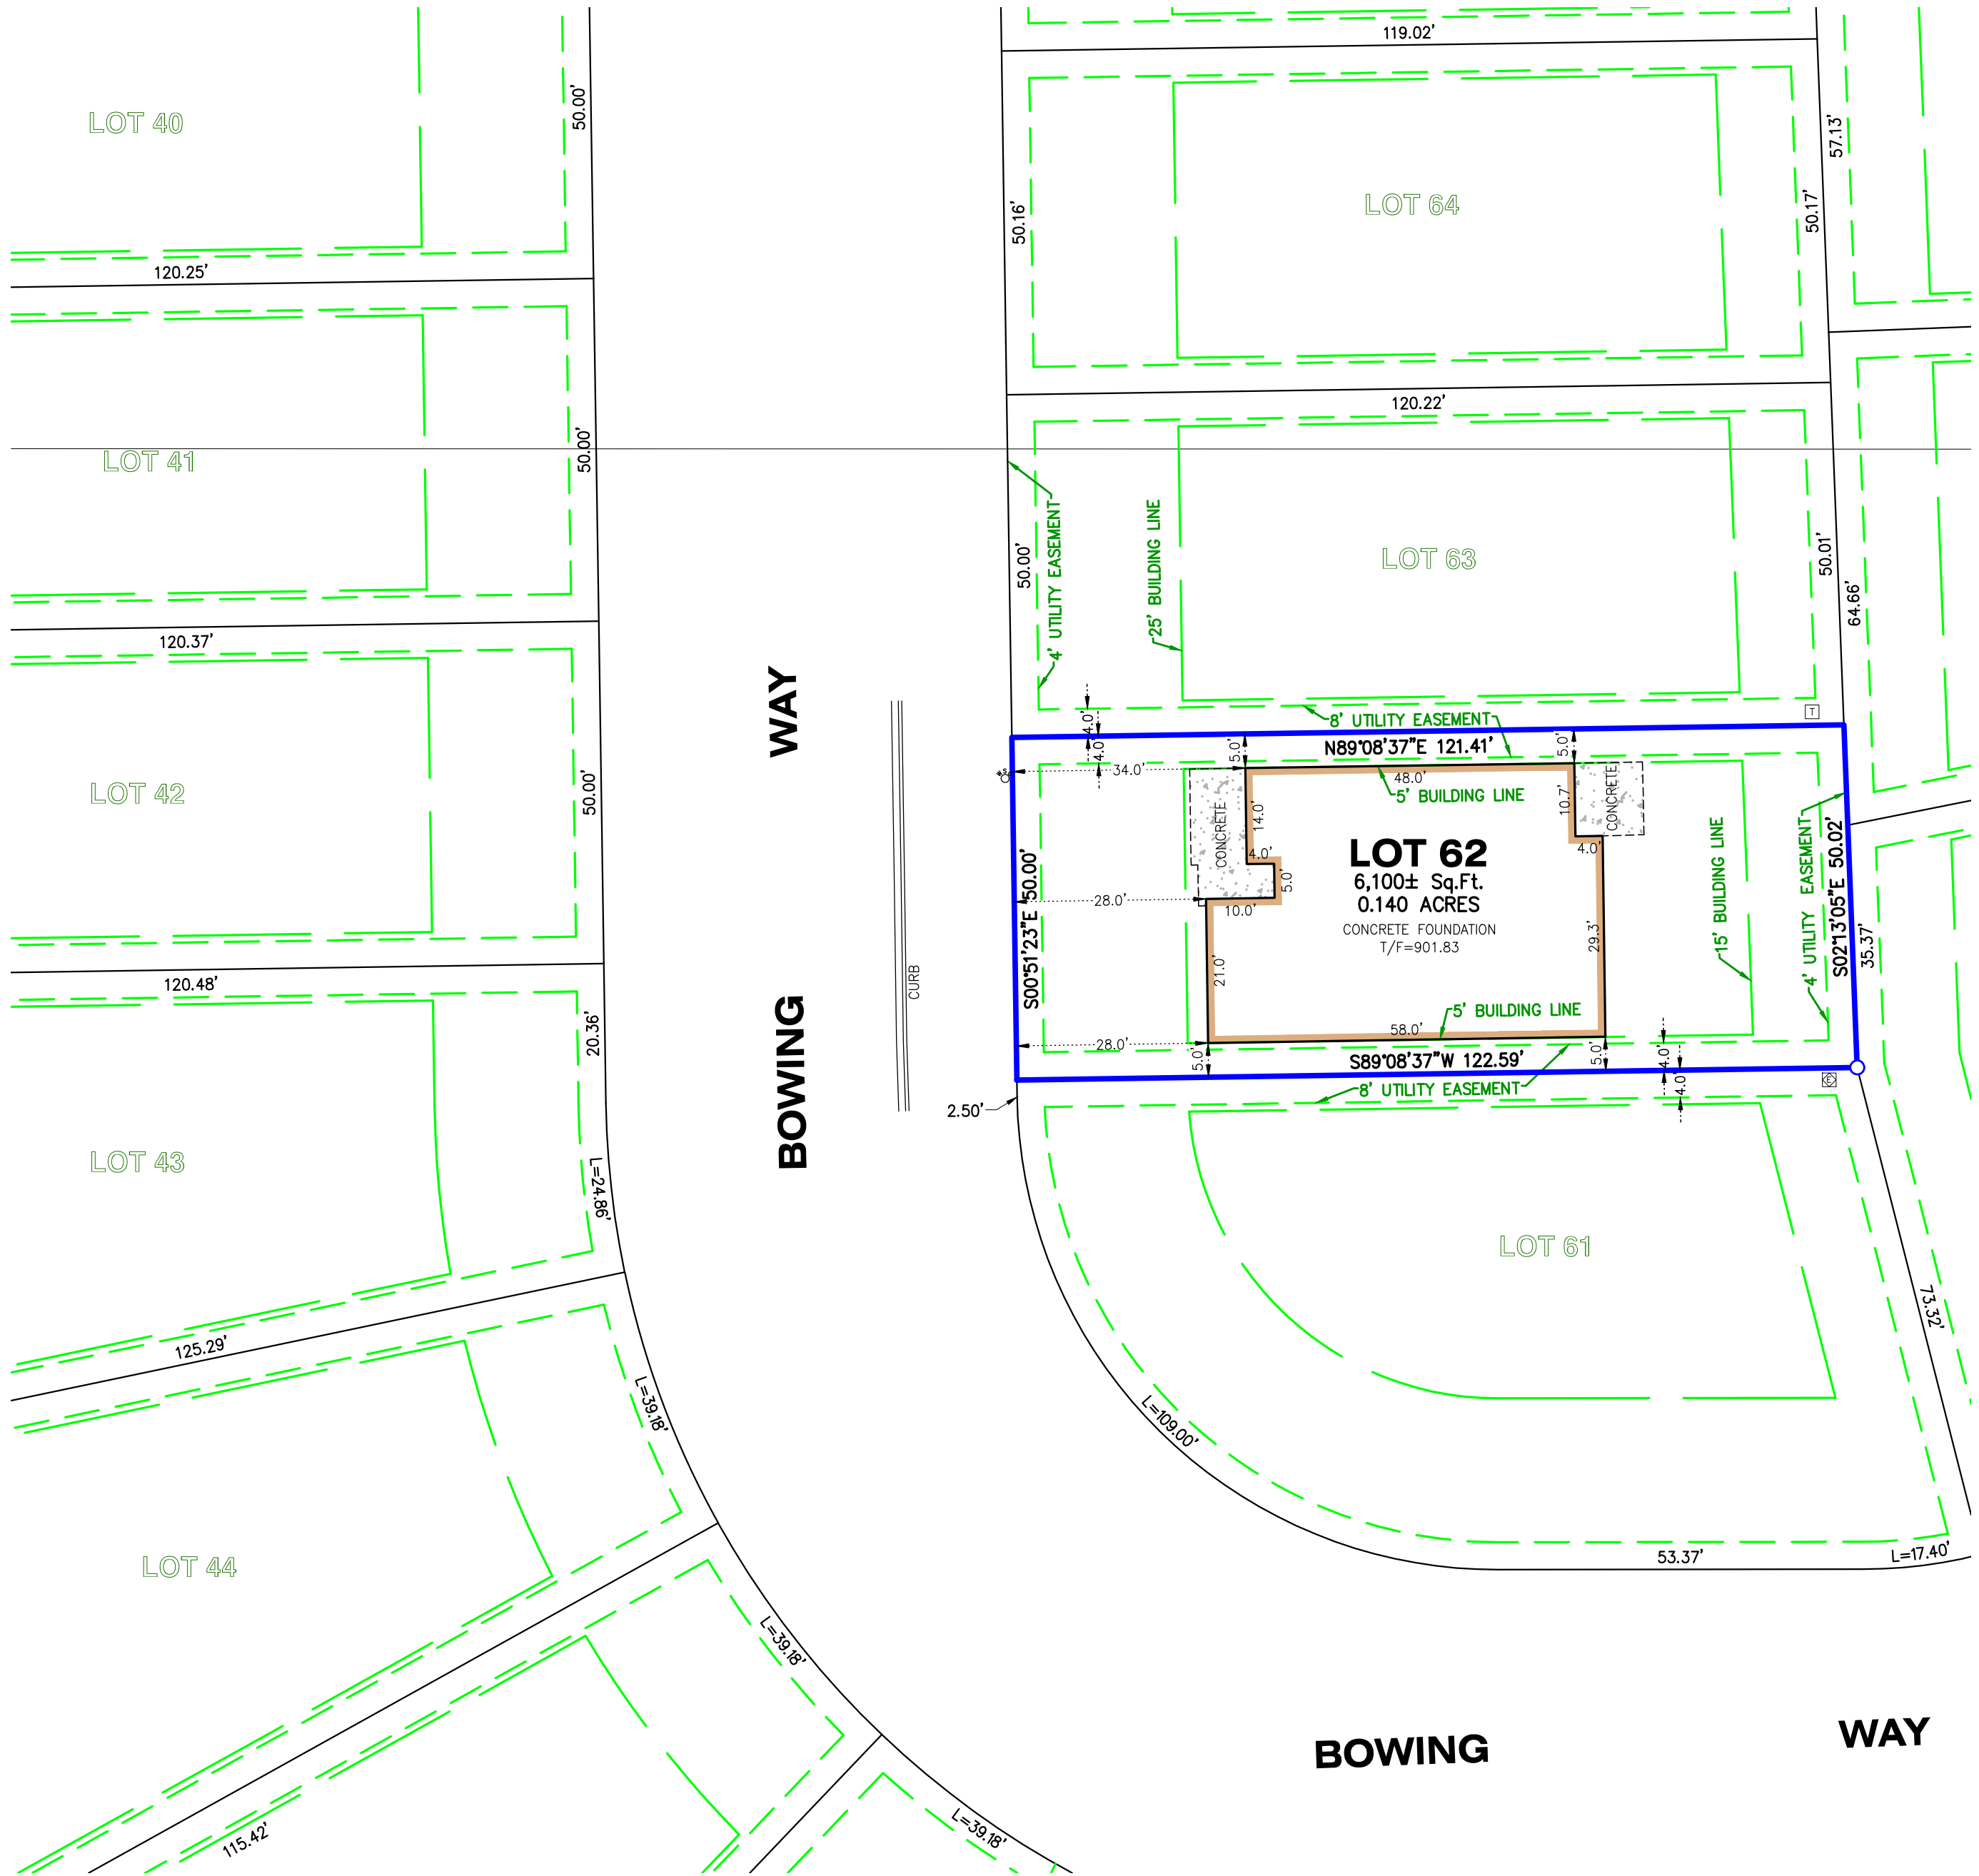 119.02'
LOT 40
50.00'
57.13'
LOT 64
50.16'
50.17'
120.25'
120.22'
LOT 41
50.00'
4' UTILITY EASEMENT
25' BUILDING LINE
LOT 63
50.00'
50.01'
64.66'
120.37'
WAY
4.0'
4.0'
8' UTILITY EASEMENT
T
5.0'
N89°08'37"E 121.41'
5.0'
34.0'
48.0'
5' BUILDING LINE
LOT 42
50.00'
CONCRETE
14.0'
10.7'
CONCRETE
4.0'
4.0'
5.0'
LOT 62
6,100± Sq.Ft.
0.140 ACRES
CONCRETE FOUNDATION
T/F=901.83
S00°51'23"E 50.00'
28.0'
10.0'
21.0'
29.3'
15' BUILDING LINE
4' UTILITY EASEMENT
S02°13'05"E 50.02'
35.37'
CURB
120.48'
20.36'
BOWING
5' BUILDING LINE
58.0'
28.0'
5.0'
S89°08'37"W 122.59'
5.0'
4.0'
4.0'
8' UTILITY EASEMENT
E
2.50'
LOT 43
L=24.86'
LOT 61
73.32'
125.29'
L=39.18'
L=109.00'
LOT 44
53.37'
L=17.40'
L=39.18'
BOWING
WAY
115.42'
L=39.18'